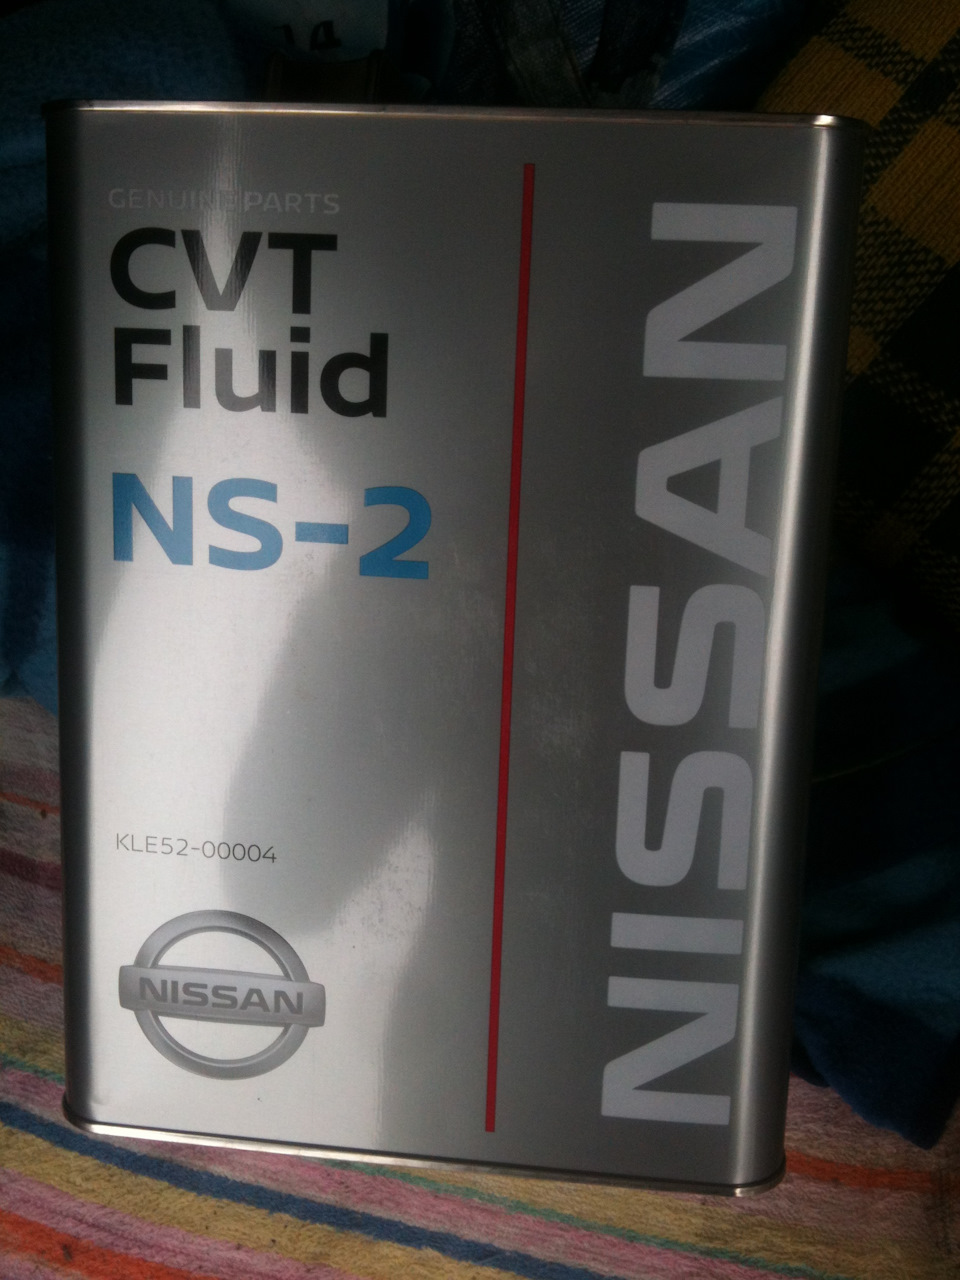 GENUINE PARTS
CVT
Fluid
NS-2
KLE52-00004
NISSAN
NISSAN